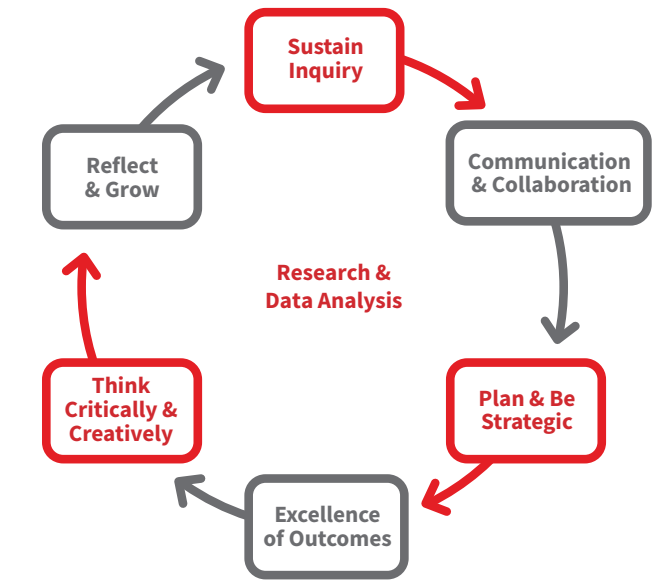 Sustain
Inquiry
Communication
& Collaboration
Plan & Be
Strategic
Excellence
of Outcomes
Think
Critically &
Creatively
Reflect
& Grow
Research &
Data Analysis